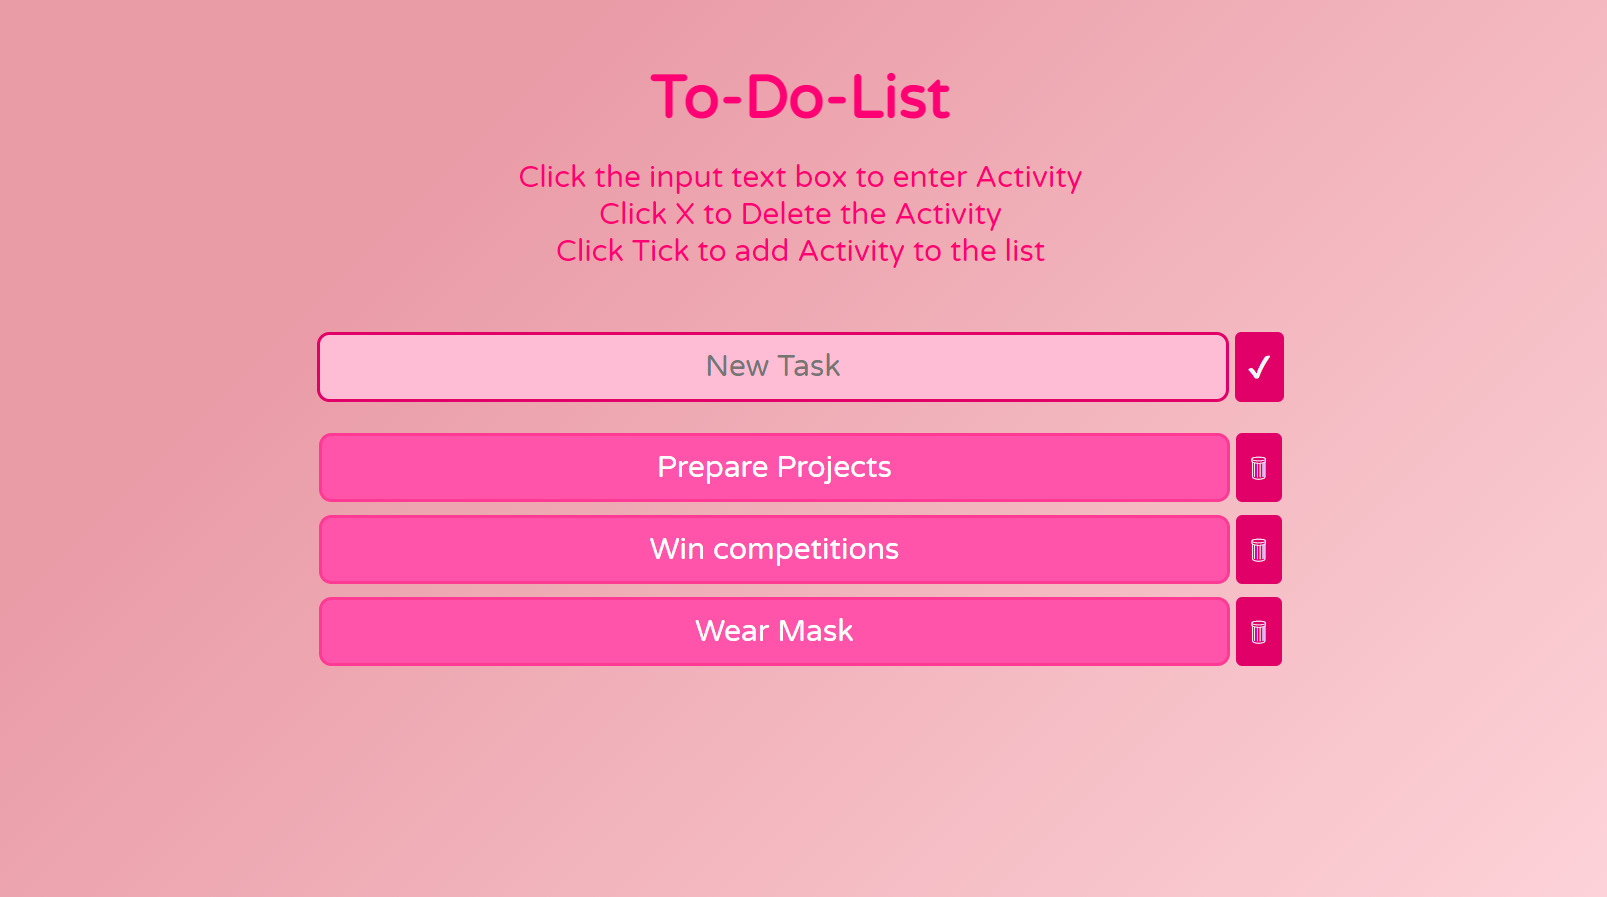 To-Do-List
Click the input text box to enter Activity
Click X to Delete the Activity
Click Tick to add Activity to the list
New Task
Prepare Projects
Win competitions
Wear Mask